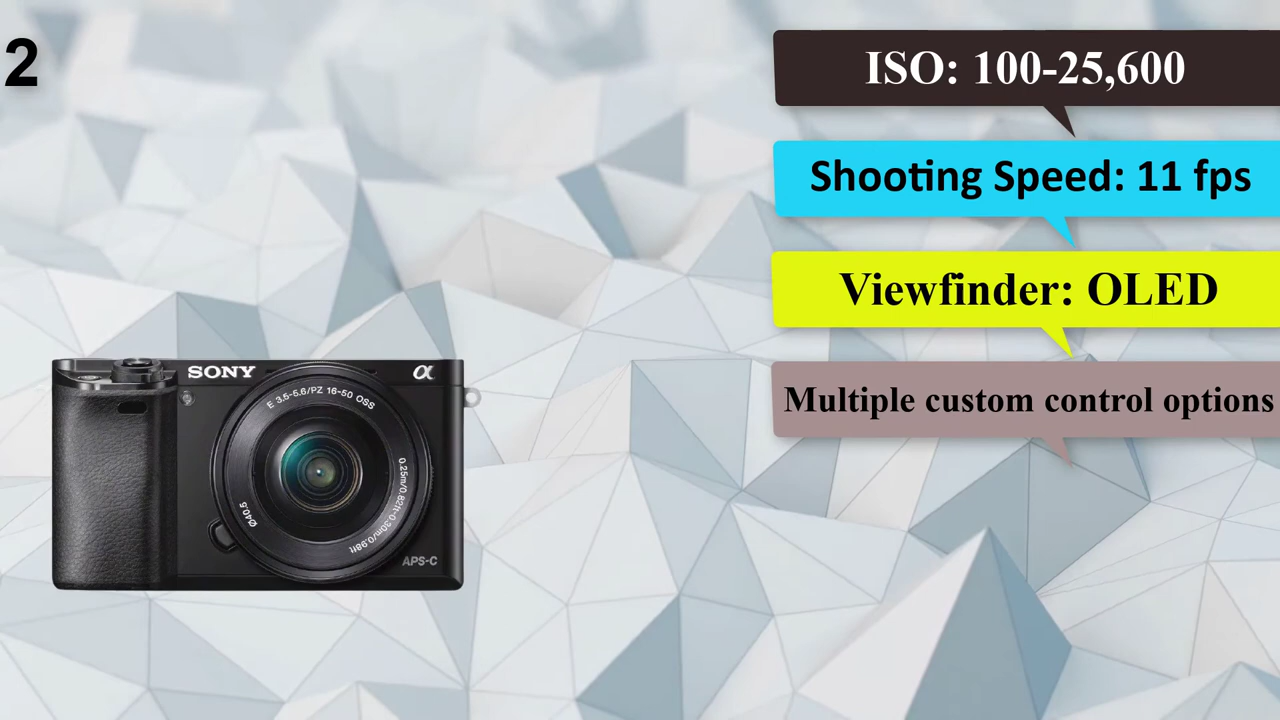 2
ISO: 100-25,600
Shooting Speed: 11 fps
Viewfinder: OLED
Multiple custom control options
SONY
α
E 3.5-5.6/PZ 16-50 OSS
0.25m/0.82ft-0.30m/0.98ft
Ø40.5
APS-C